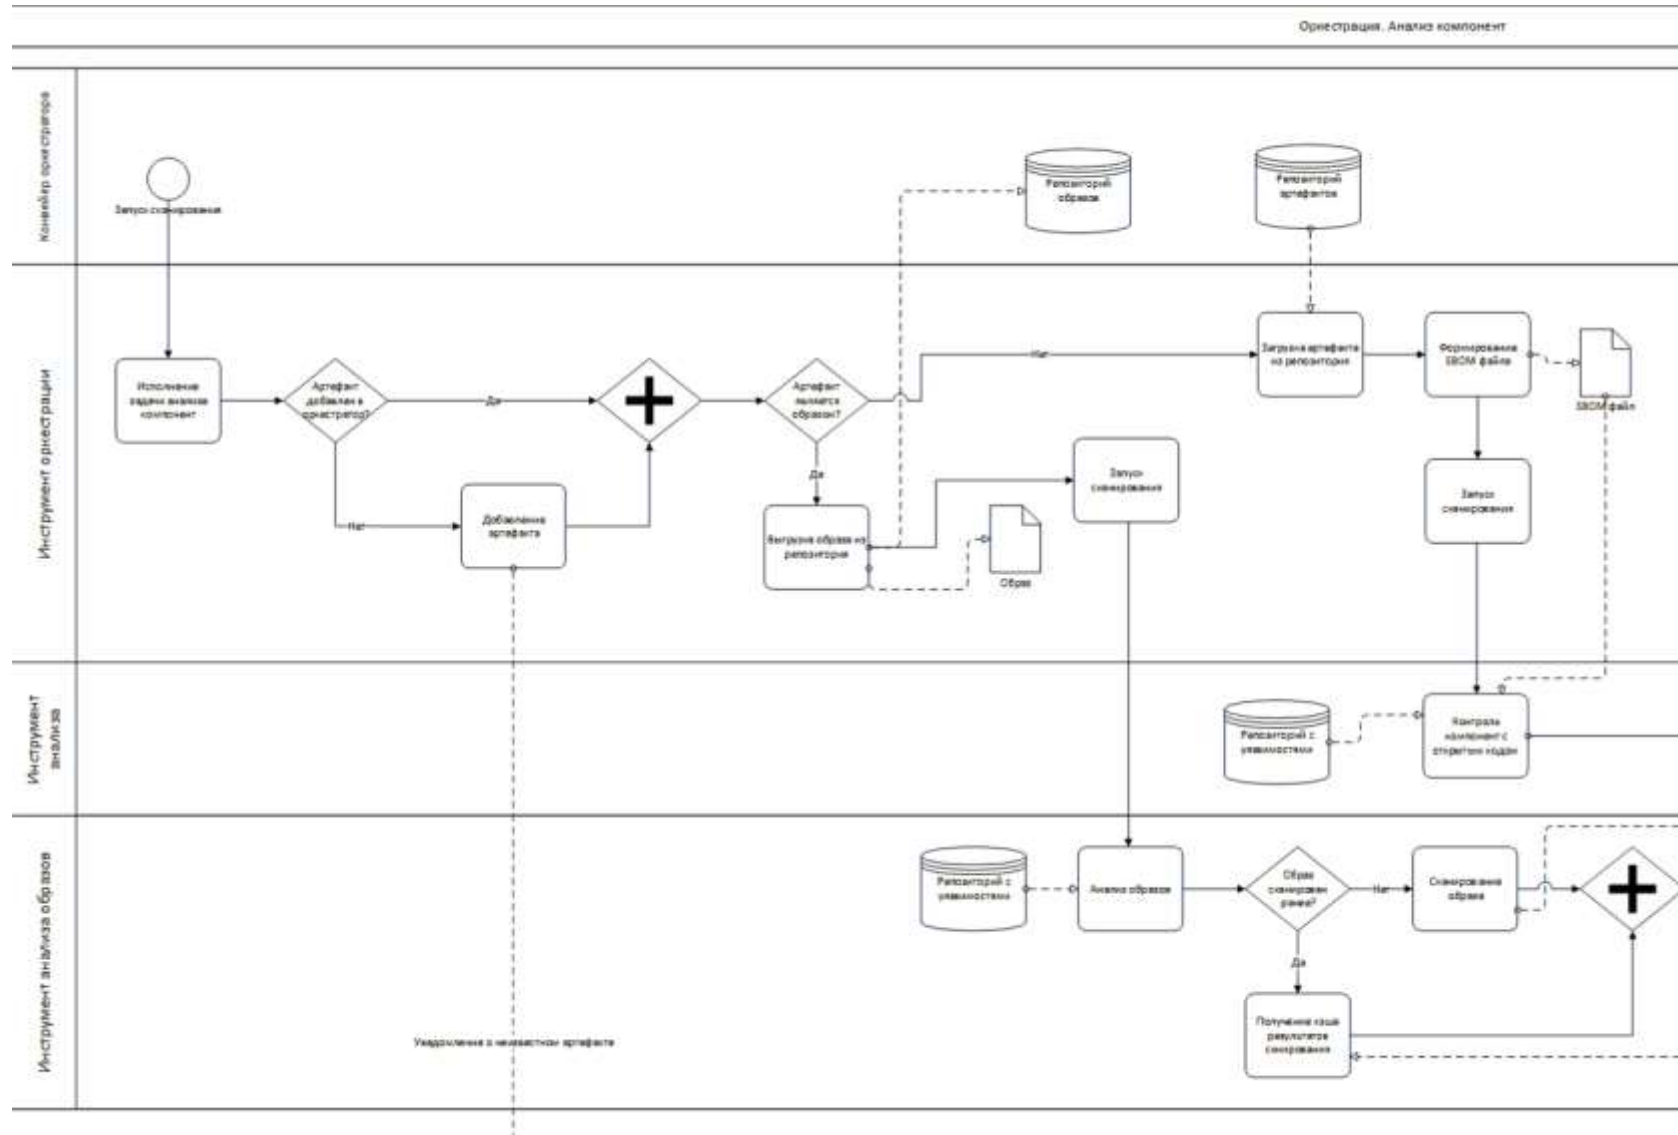 Оркестрация. Анализ компонент
Конвейер оркестратора
Запуск сканирования
Репозиторий
образов
Репозиторий
артефактов
Инструмент оркестрации
Исполнение
задачи анализа
компонент
Артефакт
добавлен в
оркестратор?
Да
Нет
Добавление
артефакта
Артефакт
является
образом?
Нет
Да
Выгрузка образа из
репозитория
Образ
Запуск
сканирования
Загрузка артефакта
из репозитория
Формирование
SBOM файла
SBOM файл
Запуск
сканирования
Инструмент
анализа
Репозиторий с
уязвимостями
Контроль
компонент с
открытым кодом
Инструмент анализа образов
Репозиторий с
уязвимостями
Анализ образов
Образ
сканирован
ранее?
Нет
Да
Сканирование
образа
Получение кэша
результатов
сканирования
Уведомление о неизвестном артефакте